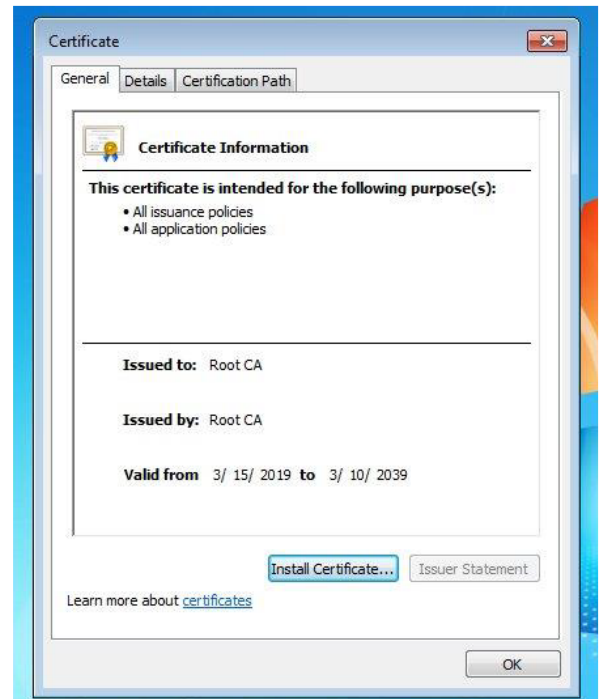 Certificate
General Details Certification Path
Certificate Information
This certificate is intended for the following purpose(s):
• All issuance policies
• All application policies
Issued to: Root CA
Issued by: Root CA
Valid from 3/ 15/ 2019 to 3/ 10/ 2039
Install Certificate... Issuer Statement
Learn more about certificates
OK